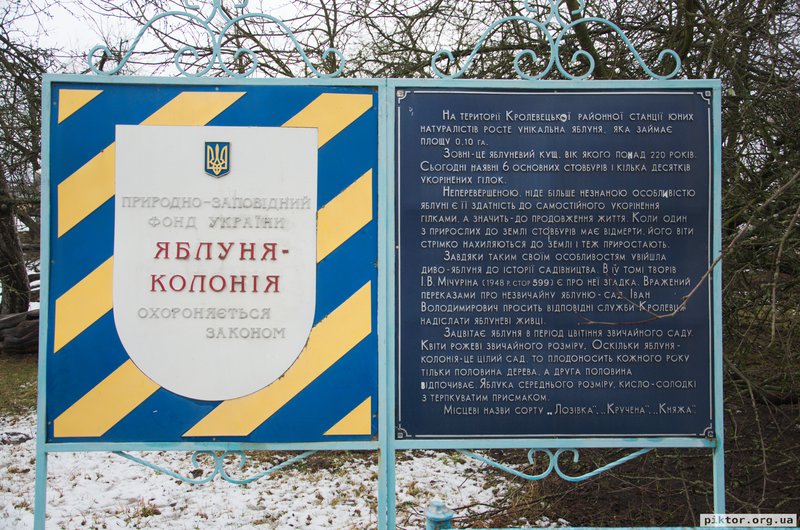 ПРИРОДНО-ЗАПОВІДНИЙ
ФОНД УКРАЇНИ
ЯБЛУНЯ-
КОЛОНІЯ
ОХОРОНЯЄТЬСЯ
ЗАКОНОМ
На території Кролевецької районної станції юних
натуралістів росте унікальна яблуня, яка займає
площу 0,10 га.
Зовні-це яблуневий кущ, вік якого понад 220 років.
Сьогодні наявні 6 основних стовбурів і кілька десятків
укорінених гілок.
Неперевершеною, ніде більше незнаною особливістю
яблуні є її здатність до самостійного укорінення
гілками, а значить-до продовження життя. Коли один
з прирослих до землі стовбурів має відмерти, його віти
стрімко нахиляються до Землі і теж приростають.
Завдяки таким своїм особливостям увійшла
диво-яблуня до історії садівництва. В ІV томі творів
І.В. Мічуріна (1948 р. стор 599) є про неї згадка. Вражений
переказами про незвичайну яблуню-сад, Іван
Володимирович просить відповідні служби Кролевця
надіслати яблуневі живці.
Зацвітає яблуня в період цвітіння звичайного саду.
Квіти рожеві звичайного розміру. Оскільки яблуня-
колонія-це цілий сад, то плодоносить кожного року
тільки половина дерева, а друга половина
відпочиває. Яблука середнього розміру, кисло-солодкі
з терпкуватим присмаком.
Місцеві назви сорту „Лозівка", „Кручена", „Княжа"
piktor.org.ua